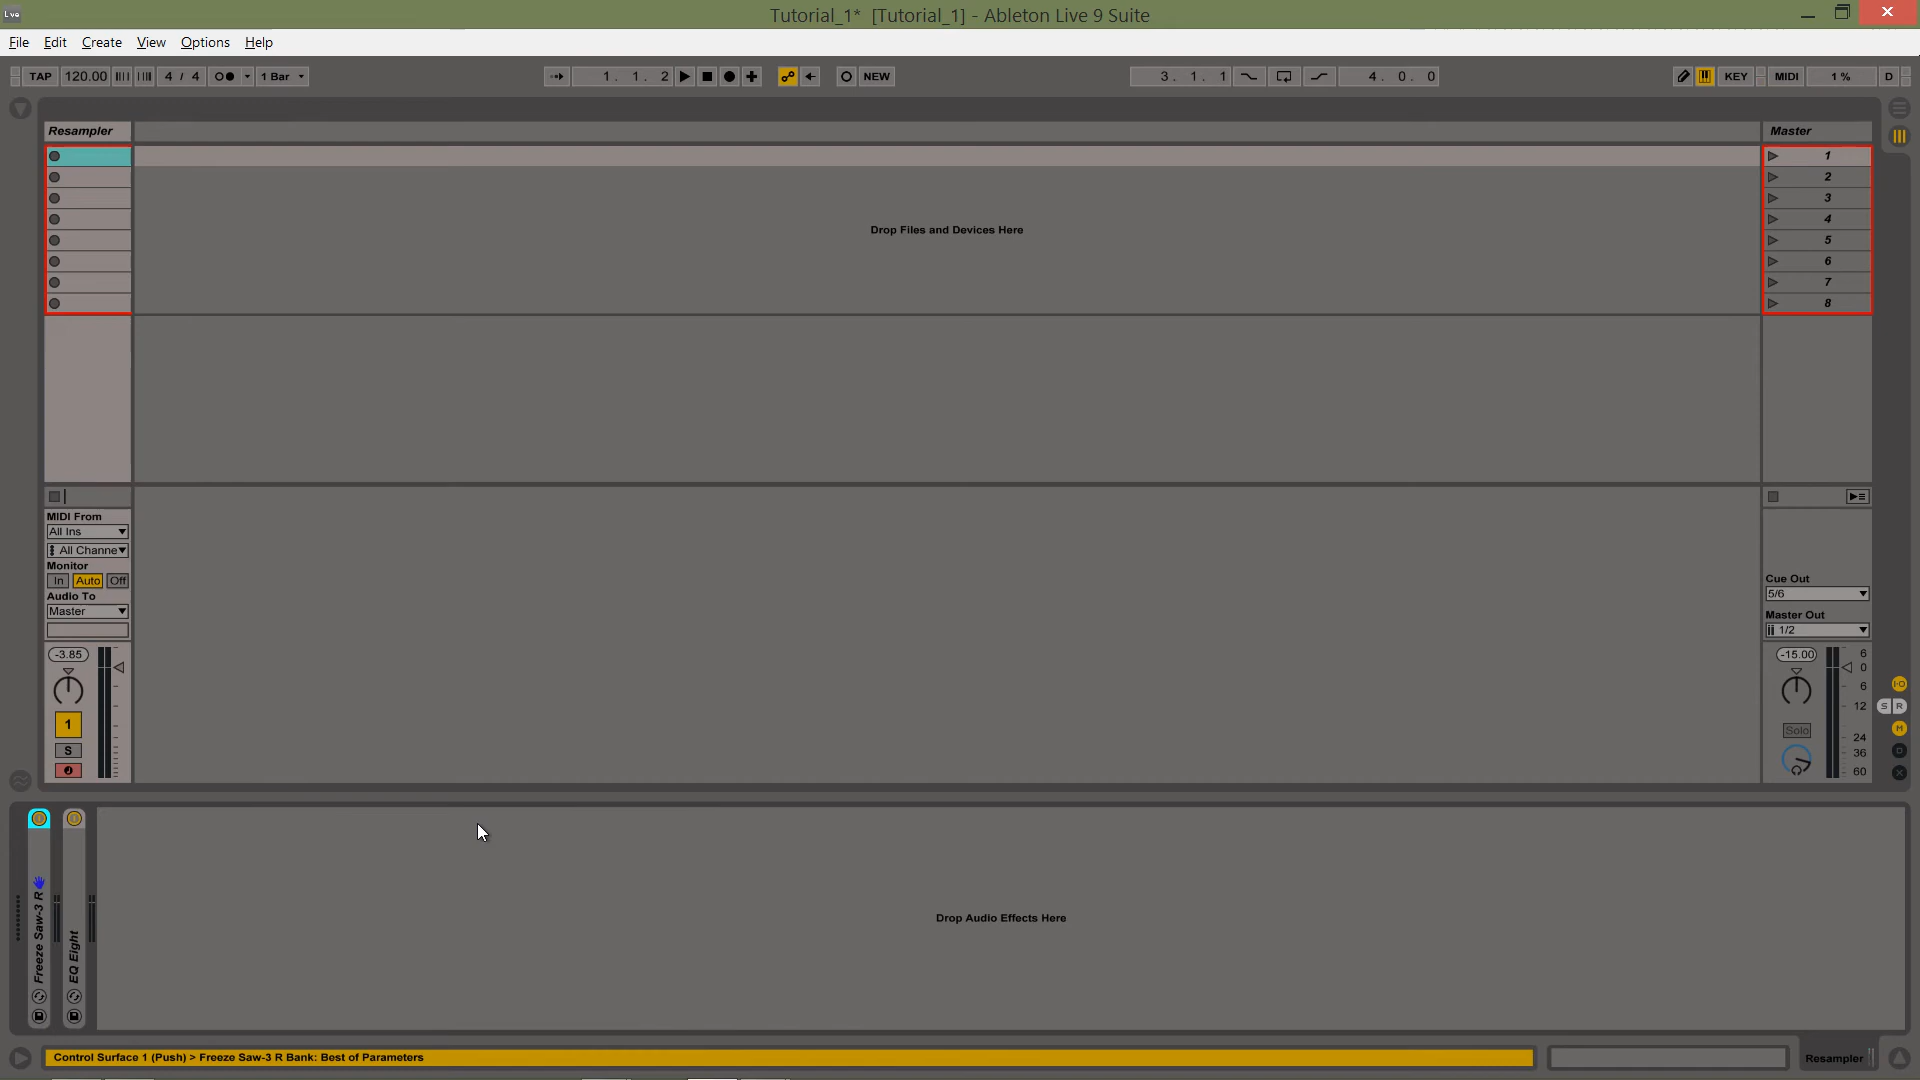 Live
Tutorial_1* [Tutorial_1] - Ableton Live 9 Suite
File Edit Create View Options Help
TAP 120.00 4 / 4 1 Bar 1. 1. 2 NEW 3. 1. 1 4. 0. 0 KEY MIDI 1 % D
Resampler Master
1
2
3
Drop Files and Devices Here
4
5
6
7
8
MIDI From
All Ins
All Channe
Monitor
In Auto Off
Audio To
Master
Cue Out
5/6
Master Out
1/2
-3.85
1
S
-15.00
Solo
6
0
6
12
24
36
60
I-O
S R
M
Freeze Saw-3 R
EQ Eight
Drop Audio Effects Here
Control Surface 1 (Push) > Freeze Saw-3 R Bank: Best of Parameters
Resampler